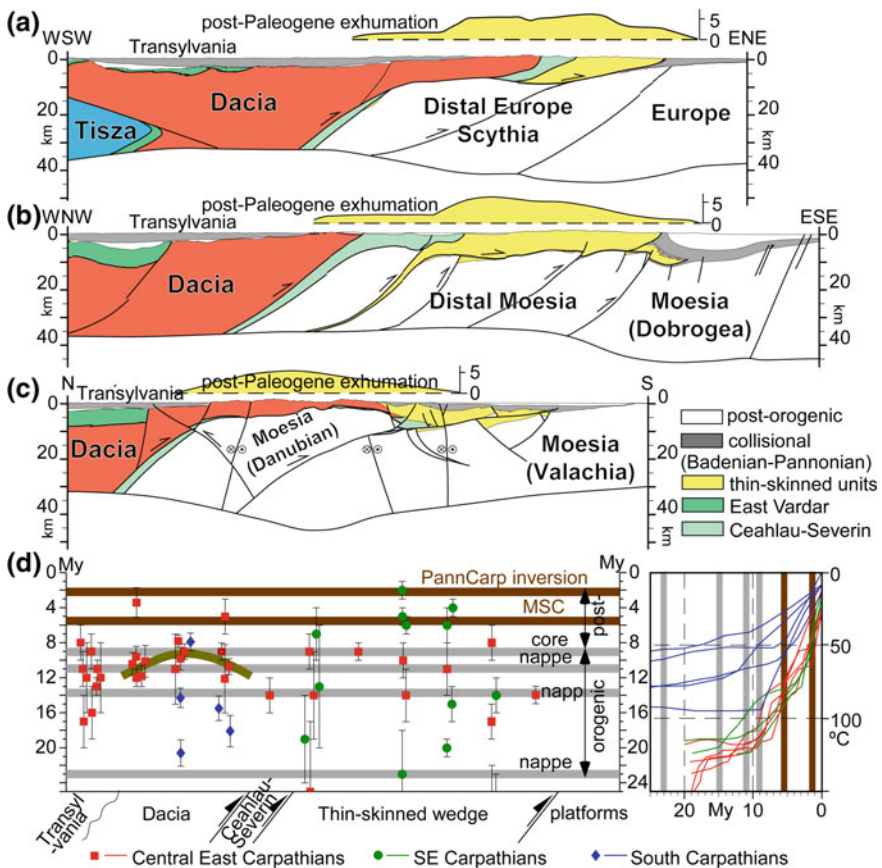 (a)
post-Paleogene exhumation
5
0
WSW
Transylvania
ENE
0
20
km
40
Tisza
Dacia
Distal Europe
Scythia
Europe
0
20
km
40
(b)
post-Paleogene exhumation
5
0
WNW
Transylvania
ESE
0
20
km
40
Dacia
Distal Moesia
Moesia
(Dobrogea)
0
20
km
40
(c)
post-Paleogene exhumation
5
0
N
Transylvania
S
0
20
40
km
Dacia
Moesia
(Danubian)
Moesia
(Valachia)
0
20
40
km
post-orogenic
collisional
(Badenian-Pannonian)
thin-skinned units
East Vardar
Ceahlau-Severin
(d)
My
My
0
4
8
12
16
20
PannCarp inversion
MSC
core
nappe
napp
nappe
post-
orogenic
0
2
4
6
8
10
12
14
16
18
20
22
24
Transyl
-vania
Dacia
Ceahlau-
Severin
Thin-skinned wedge
platforms
0
50
100
ºC
20
My
10
0
Central East Carpathians
SE Carpathians
South Carpathians